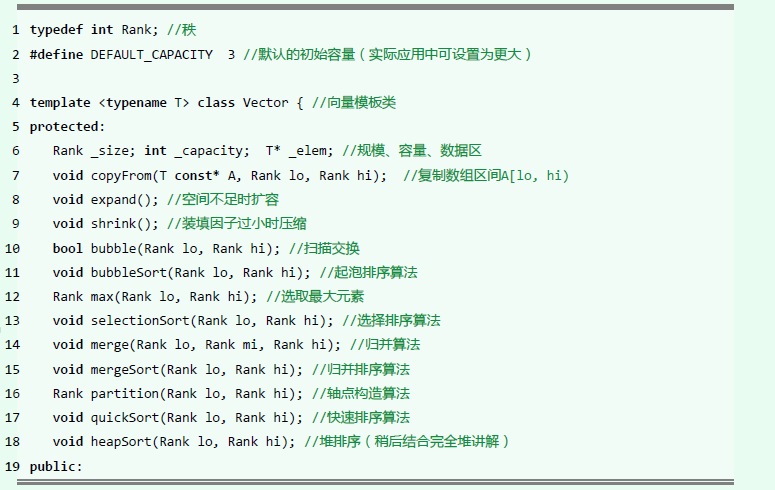 1 typedef int Rank; //秩
2 #define DEFAULT_CAPACITY  3 //默认的初始容量（实际应用中可设置为更大）
3
4 template <typename T> class Vector { //向量模板类
5 protected:
6    Rank _size; int _capacity;  T* _elem; //规模、容量、数据区
7    void copyFrom(T const* A, Rank lo, Rank hi);  //复制数组区间A[lo, hi)
8    void expand(); //空间不足时扩容
9    void shrink(); //装填因子过小时压缩
10    bool bubble(Rank lo, Rank hi); //扫描交换
11    void bubbleSort(Rank lo, Rank hi); //起泡排序算法
12    Rank max(Rank lo, Rank hi); //选取最大元素
13    void selectionSort(Rank lo, Rank hi); //选择排序算法
14    void merge(Rank lo, Rank mi, Rank hi); //归并算法
15    void mergeSort(Rank lo, Rank hi); //归并排序算法
16    Rank partition(Rank lo, Rank hi); //轴点构造算法
17    void quickSort(Rank lo, Rank hi); //快速排序算法
18    void heapSort(Rank lo, Rank hi); //堆排序（稍后结合完全堆讲解）
19 public: